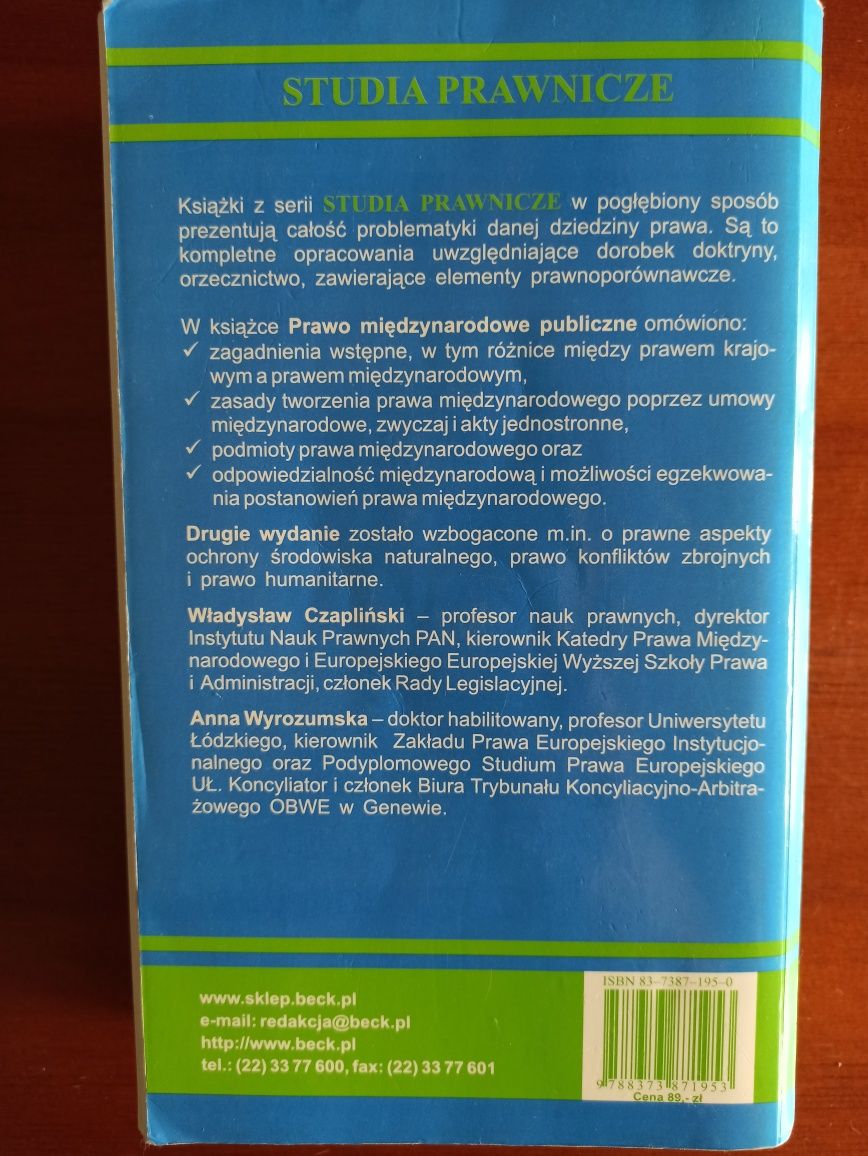 STUDIA PRAWNICZE
Książki z serii STUDIA PRAWNICZE w pogłębiony sposób
prezentują całość problematyki danej dziedziny prawa. Są to
kompletne opracowania uwzględniające dorobek doktryny,
orzecznictwo, zawierające elementy prawnoporównawcze.
W książce Prawo międzynarodowe publiczne omówiono:
✓ zagadnienia wstępne, w tym różnice między prawem krajo-
wym a prawem międzynarodowym,
✓ zasady tworzenia prawa międzynarodowego poprzez umowy
międzynarodowe, zwyczaj i akty jednostronne,
✓ podmioty prawa międzynarodowego oraz
✓ odpowiedzialność międzynarodową i możliwości egzekwowa-
nia postanowień prawa międzynarodowego.
Drugie wydanie zostało wzbogacone m.in. o prawne aspekty
ochrony środowiska naturalnego, prawo konfliktów zbrojnych
i prawo humanitarne.
Władysław Czapliński – profesor nauk prawnych, dyrektor
Instytutu Nauk Prawnych PAN, kierownik Katedry Prawa Między-
narodowego i Europejskiego Europejskiej Wyższej Szkoły Prawa
i Administracji, członek Rady Legislacyjnej.
Anna Wyrozumska – doktor habilitowany, profesor Uniwersytetu
Łódzkiego, kierownik Zakładu Prawa Europejskiego Instytucjo-
nalnego oraz Podyplomowego Studium Prawa Europejskiego
UŁ. Koncyliator i członek Biura Trybunału Koncyliacyjno-Arbitra-
żowego OBWE w Genewie.
www.sklep.beck.pl
e-mail: redakcja@beck.pl
http://www.beck.pl
tel.: (22) 33 77 600, fax: (22) 33 77 601
ISBN 83-7387-195-0
9 788373 871953
Cena 89,- zł